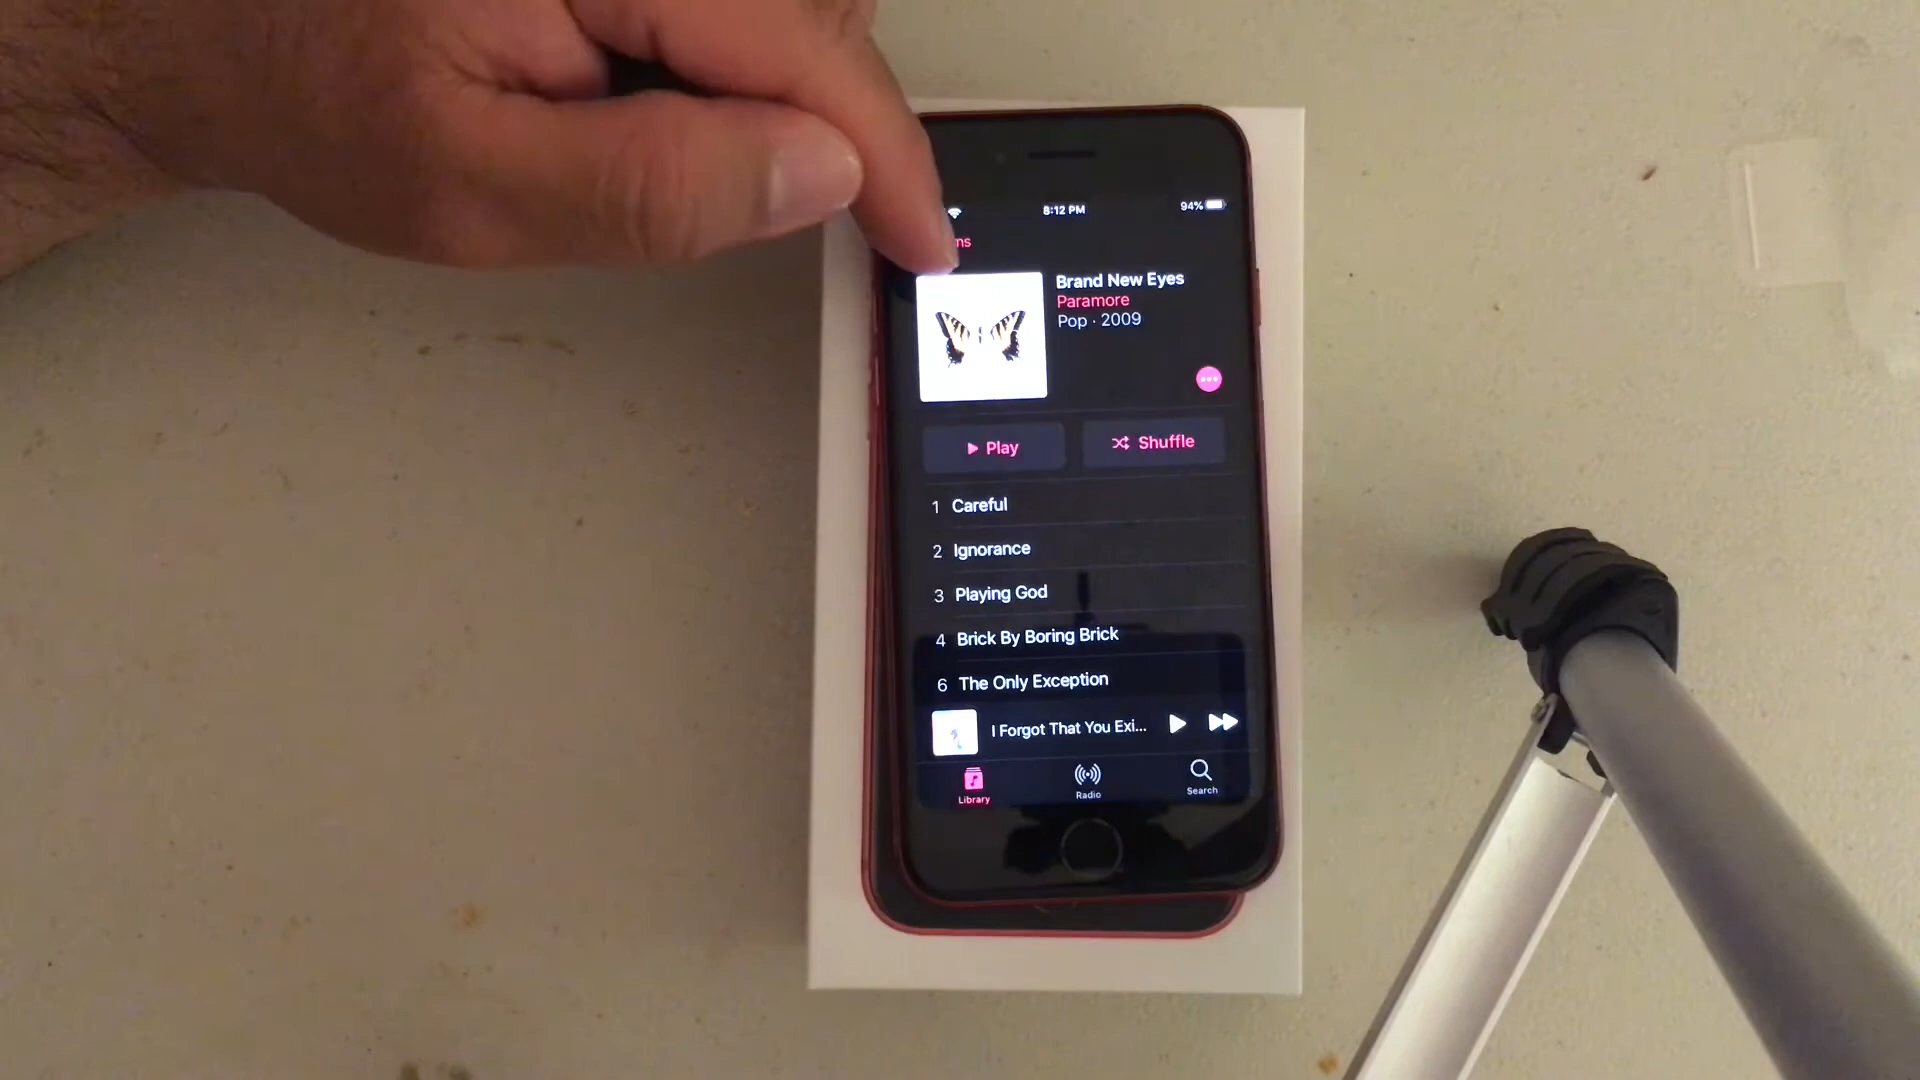 8:12 PM 94%
ms
Brand New Eyes
Paramore
Pop · 2009
Play Shuffle
1 Careful
2 Ignorance
3 Playing God
4 Brick By Boring Brick
6 The Only Exception
I Forgot That You Exi...
Library Radio Search